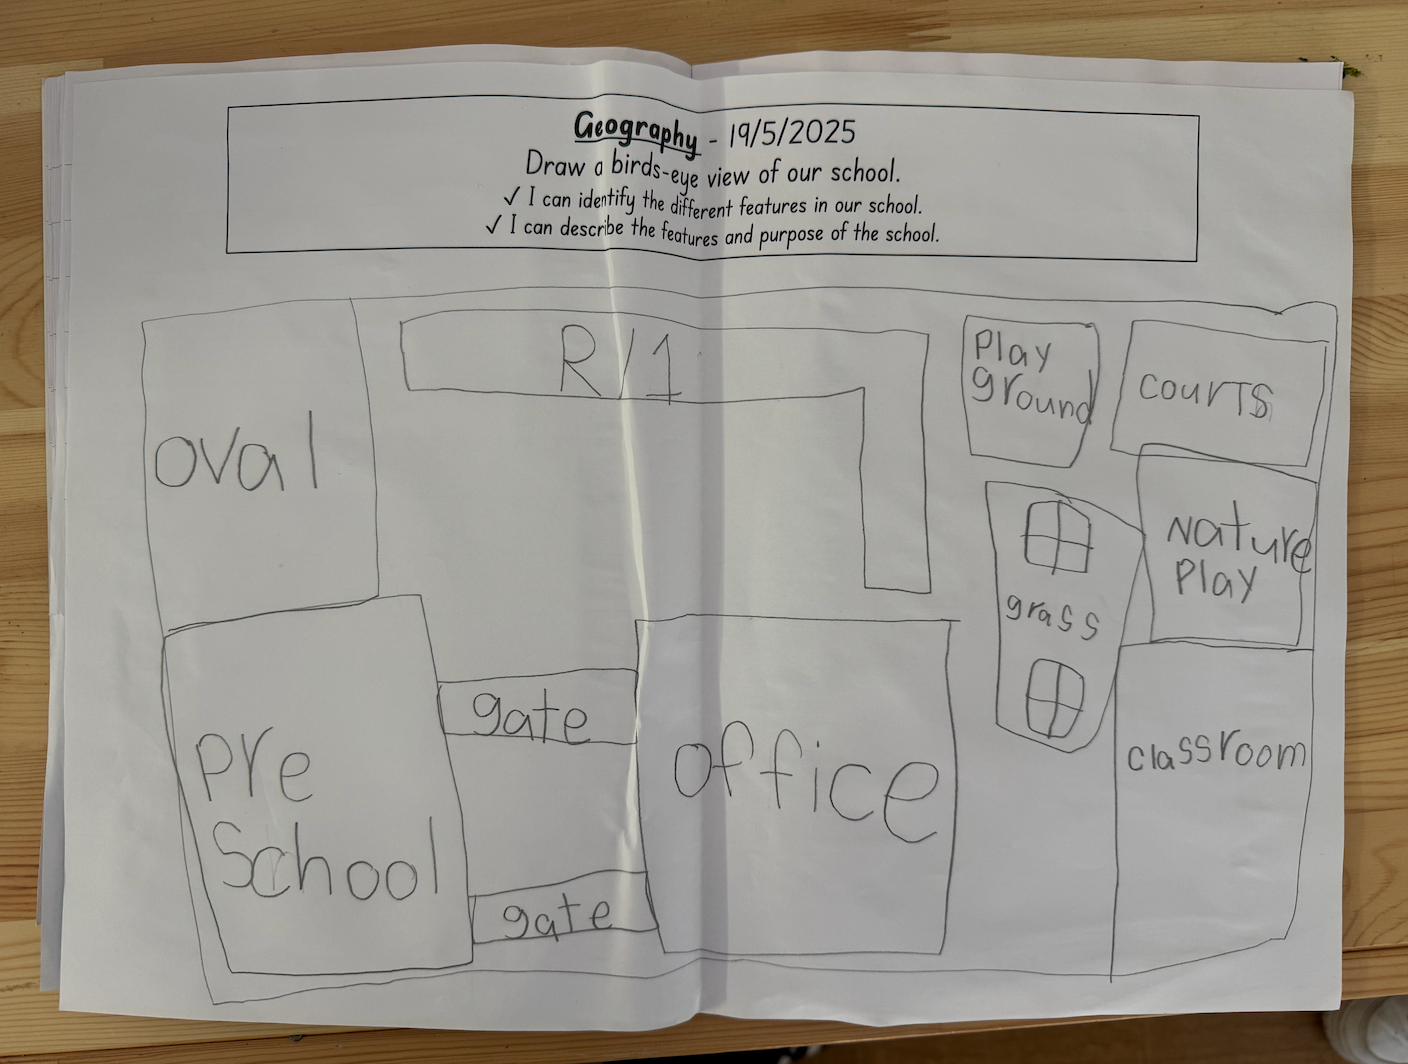 Geography - 19/5/2025
Draw a birds-eye view of our school.
✓ I can identify the different features in our school.
✓ I can describe the features and purpose of the school.
oval
R/1
Play
ground
courts
Nature
Play
grass
Pre
School
gate
gate
office
classroom